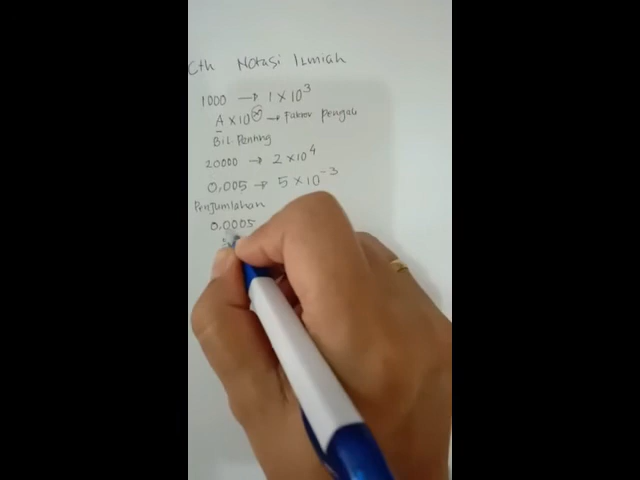 Cth Notasi Ilmiah
1000 → 1 × 10³
A × 10ⁿ → Faktor Pengali
Bil. Penting
20000 → 2 × 10⁴
0,005 → 5 × 10⁻³
Penjumlahan
0,0005